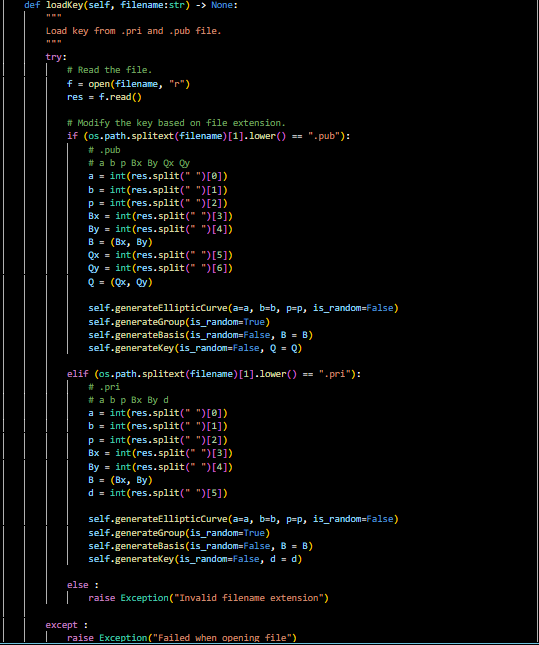 def loadKey(self, filename:str) -> None:
"""
Load key from .pri and .pub file.
"""
try:
# Read the file.
f = open(filename, "r")
res = f.read()
# Modify the key based on file extension.
if (os.path.splitext(filename)[1].lower() == ".pub"):
# .pub
# a b p Bx By Qx Qy
a = int(res.split(" ")[0])
b = int(res.split(" ")[1])
p = int(res.split(" ")[2])
Bx = int(res.split(" ")[3])
By = int(res.split(" ")[4])
B = (Bx, By)
Qx = int(res.split(" ")[5])
Qy = int(res.split(" ")[6])
Q = (Qx, Qy)
self.generateEllipticCurve(a=a, b=b, p=p, is_random=False)
self.generateGroup(is_random=True)
self.generateBasis(is_random=False, B = B)
self.generateKey(is_random=False, Q = Q)
elif (os.path.splitext(filename)[1].lower() == ".pri"):
# .pri
# a b p Bx By d
a = int(res.split(" ")[0])
b = int(res.split(" ")[1])
p = int(res.split(" ")[2])
Bx = int(res.split(" ")[3])
By = int(res.split(" ")[4])
B = (Bx, By)
d = int(res.split(" ")[5])
self.generateEllipticCurve(a=a, b=b, p=p, is_random=False)
self.generateGroup(is_random=True)
self.generateBasis(is_random=False, B = B)
self.generateKey(is_random=False, d = d)
else :
raise Exception("Invalid filename extension")
except :
raise Exception("Failed when opening file")